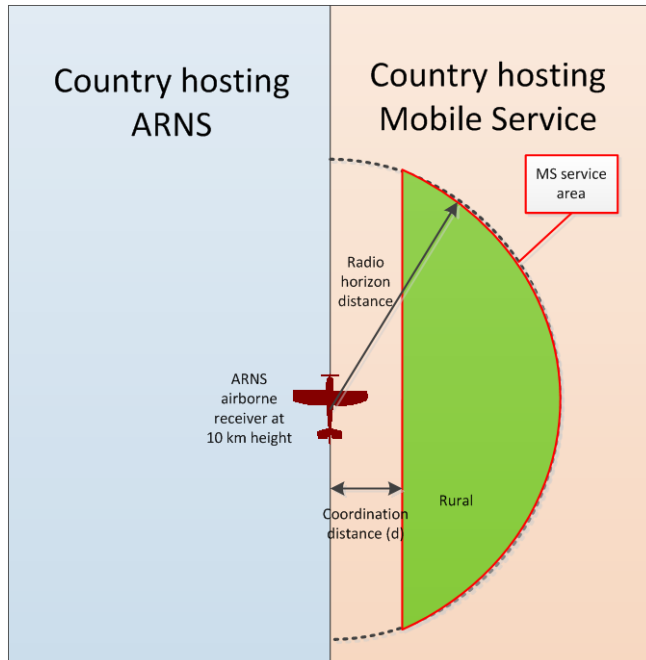 Country hosting
ARNS
Country hosting
Mobile Service
MS service
area
Radio
horizon
distance
ARNS
airborne
receiver at
10 km height
Coordination
distance (d)
Rural